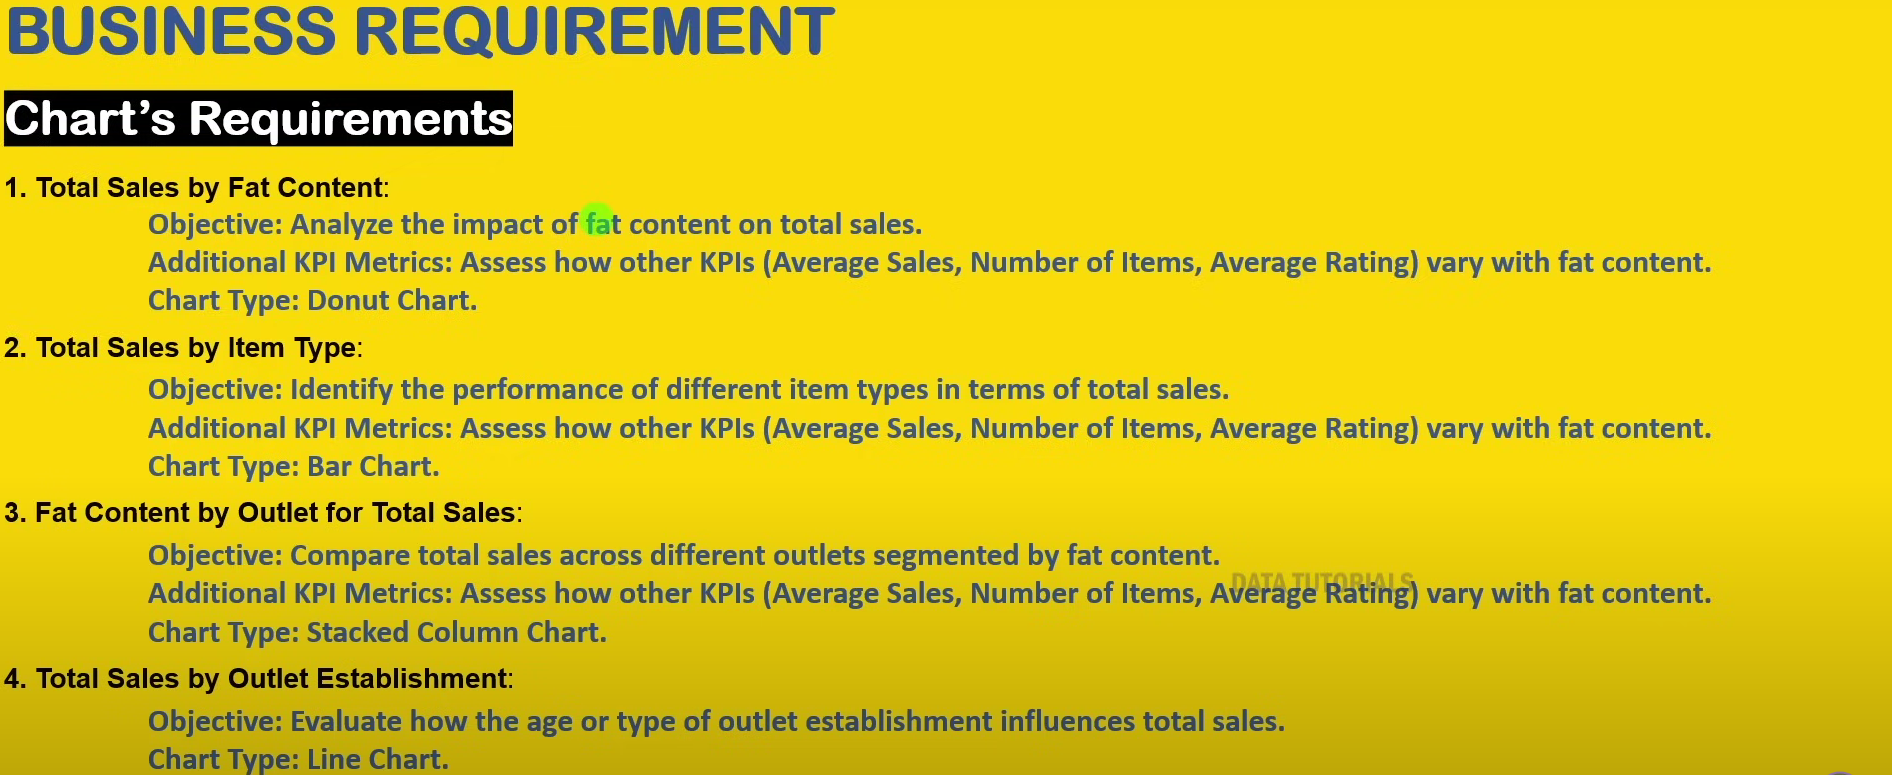 BUSINESS REQUIREMENT
Chart's Requirements
1. Total Sales by Fat Content:
Objective: Analyze the impact of fat content on total sales.
Additional KPI Metrics: Assess how other KPIs (Average Sales, Number of Items, Average Rating) vary with fat content.
Chart Type: Donut Chart.
2. Total Sales by Item Type:
Objective: Identify the performance of different item types in terms of total sales.
Additional KPI Metrics: Assess how other KPIs (Average Sales, Number of Items, Average Rating) vary with fat content.
Chart Type: Bar Chart.
3. Fat Content by Outlet for Total Sales:
Objective: Compare total sales across different outlets segmented by fat content.
DATA TUTORIALS
Additional KPI Metrics: Assess how other KPIs (Average Sales, Number of Items, Average Rating) vary with fat content.
Chart Type: Stacked Column Chart.
4. Total Sales by Outlet Establishment:
Objective: Evaluate how the age or type of outlet establishment influences total sales.
Chart Type: Line Chart.